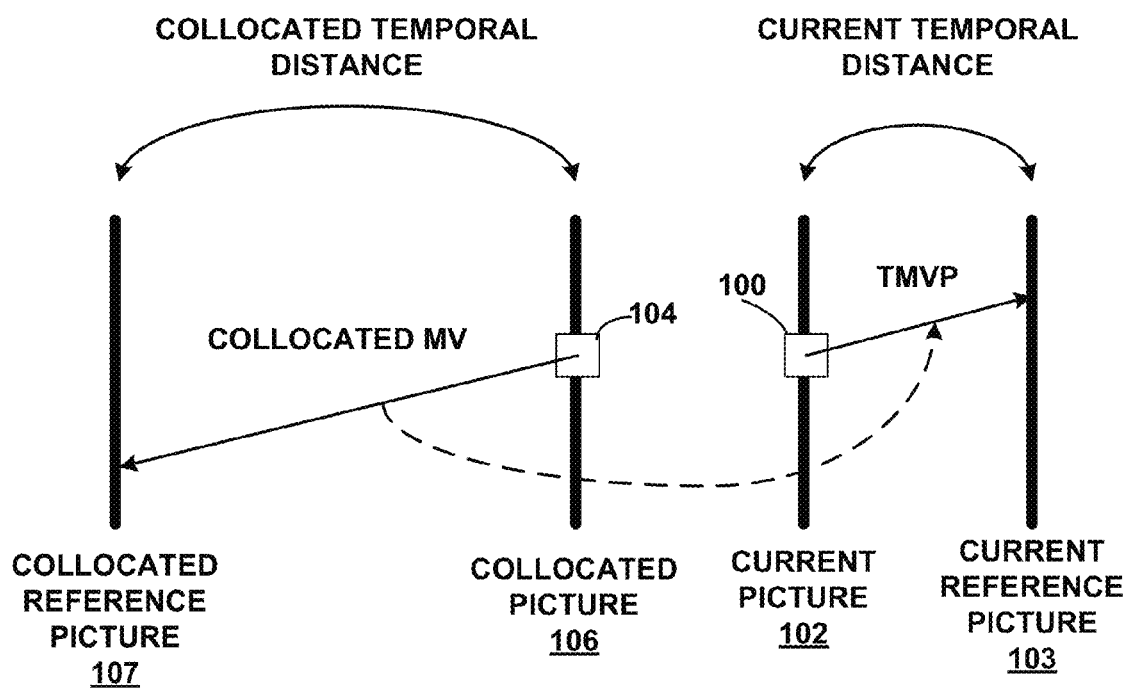 COLLOCATED TEMPORAL
DISTANCE
CURRENT TEMPORAL
DISTANCE
TMVP
100
104
COLLOCATED MV
COLLOCATED
REFERENCE
PICTURE
107
COLLOCATED
PICTURE
106
CURRENT
PICTURE
102
CURRENT
REFERENCE
PICTURE
103